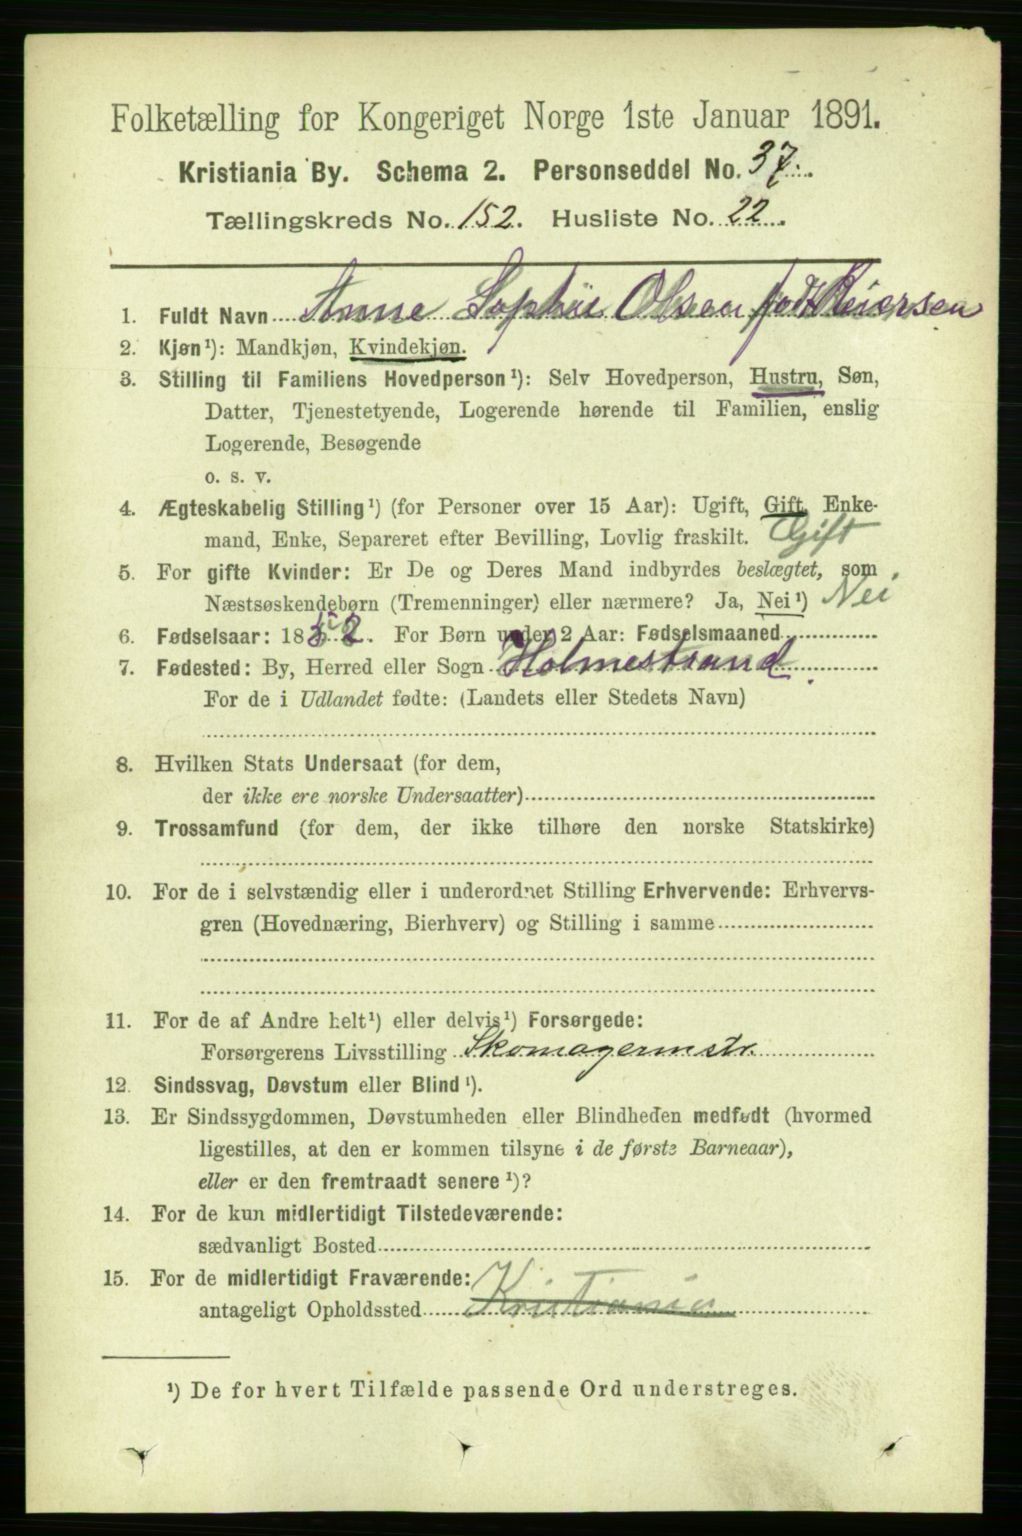 Folketælling for Kongeriget Norge 1ste Januar 1891.
Kristiania By. Schema 2. Personseddel No. 37.
Tællingskreds No. 152. Husliste No. 22.
1. Fuldt Navn Anne Sophie Olsen født Reiersen
2. Kjøn¹): Mandkjøn, Kvindekjøn.
3. Stilling til Familiens Hovedperson¹): Selv Hovedperson, Hustru, Søn,
Datter, Tjenestetyende, Logerende hørende til Familien, enslig
Logerende, Besøgende
o. s. v.
4. Ægteskabelig Stilling¹) (for Personer over 15 Aar): Ugift, Gift, Enke-
mand, Enke, Separeret efter Bevilling, Lovlig fraskilt. Gift
5. For gifte Kvinder: Er De og Deres Mand indbyrdes beslægtet, som
Næstsøskendebørn (Tremenninger) eller nærmere? Ja, Nei¹) Nei
6. Fødselsaar: 1852. For Børn under 2 Aar: Fødselsmaaned
7. Fødested: By, Herred eller Sogn Holmestrand.
For de i Udlandet fødte: (Landets eller Stedets Navn)
8. Hvilken Stats Undersaat (for dem,
der ikke ere norske Undersaatter)
9. Trossamfund (for dem, der ikke tilhøre den norske Statskirke)
10. For de i selvstændig eller i underordnet Stilling Erhvervende: Erhvervs-
gren (Hovednæring, Bierhverv) og Stilling i samme
11. For de af Andre helt¹) eller delvis¹) Forsørgede:
Forsørgerens Livsstilling Skomagermstr.
12. Sindssvag, Døvstum eller Blind¹).
13. Er Sindssygdommen, Døvstumheden eller Blindheden medfødt (hvormed
ligestilles, at den er kommen tilsyne i de første Barneaar),
eller er den fremtraadt senere¹)?
14. For de kun midlertidigt Tilstedeværende:
sædvanligt Bosted
15. For de midlertidigt Fraværende:
antageligt Opholdssted Kristiania
¹) De for hvert Tilfælde passende Ord understreges.